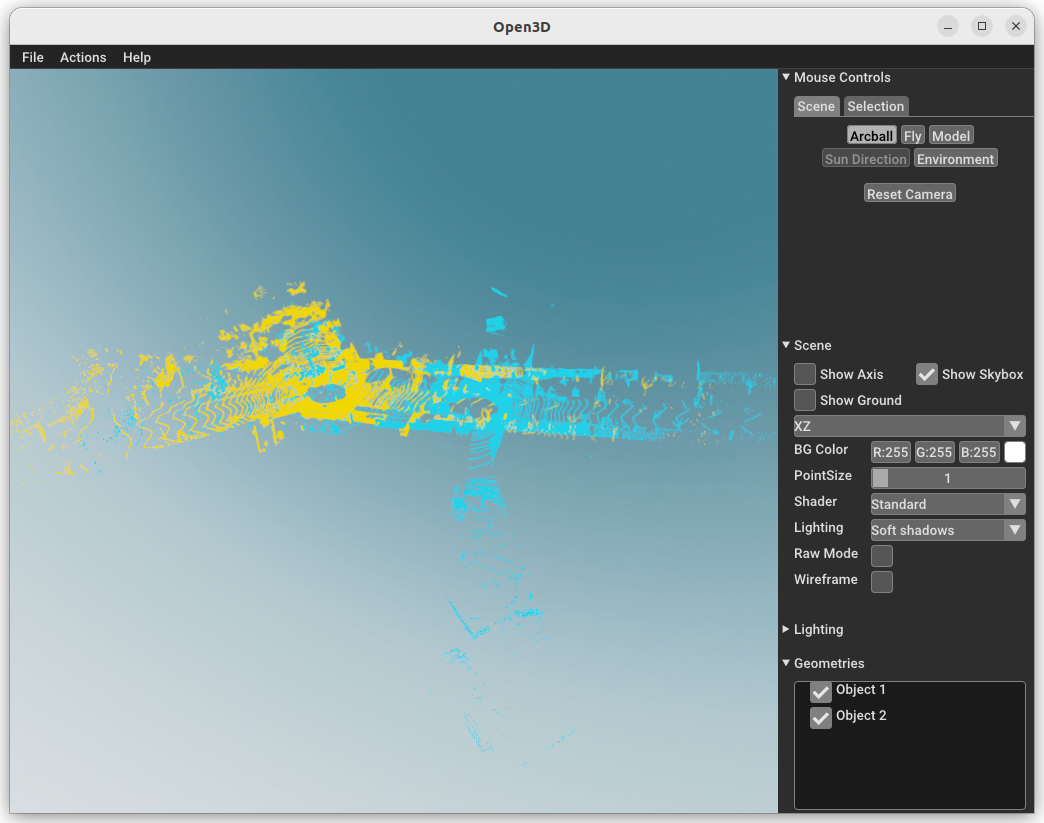 Open3D
File Actions Help
Mouse Controls
Scene Selection
Arcball Fly Model
Sun Direction Environment
Reset Camera
Scene
Show Axis Show Skybox
Show Ground
XZ
BG Color R:255 G:255 B:255
PointSize 1
Shader Standard
Lighting Soft shadows
Raw Mode
Wireframe
Lighting
Geometries
Object 1
Object 2